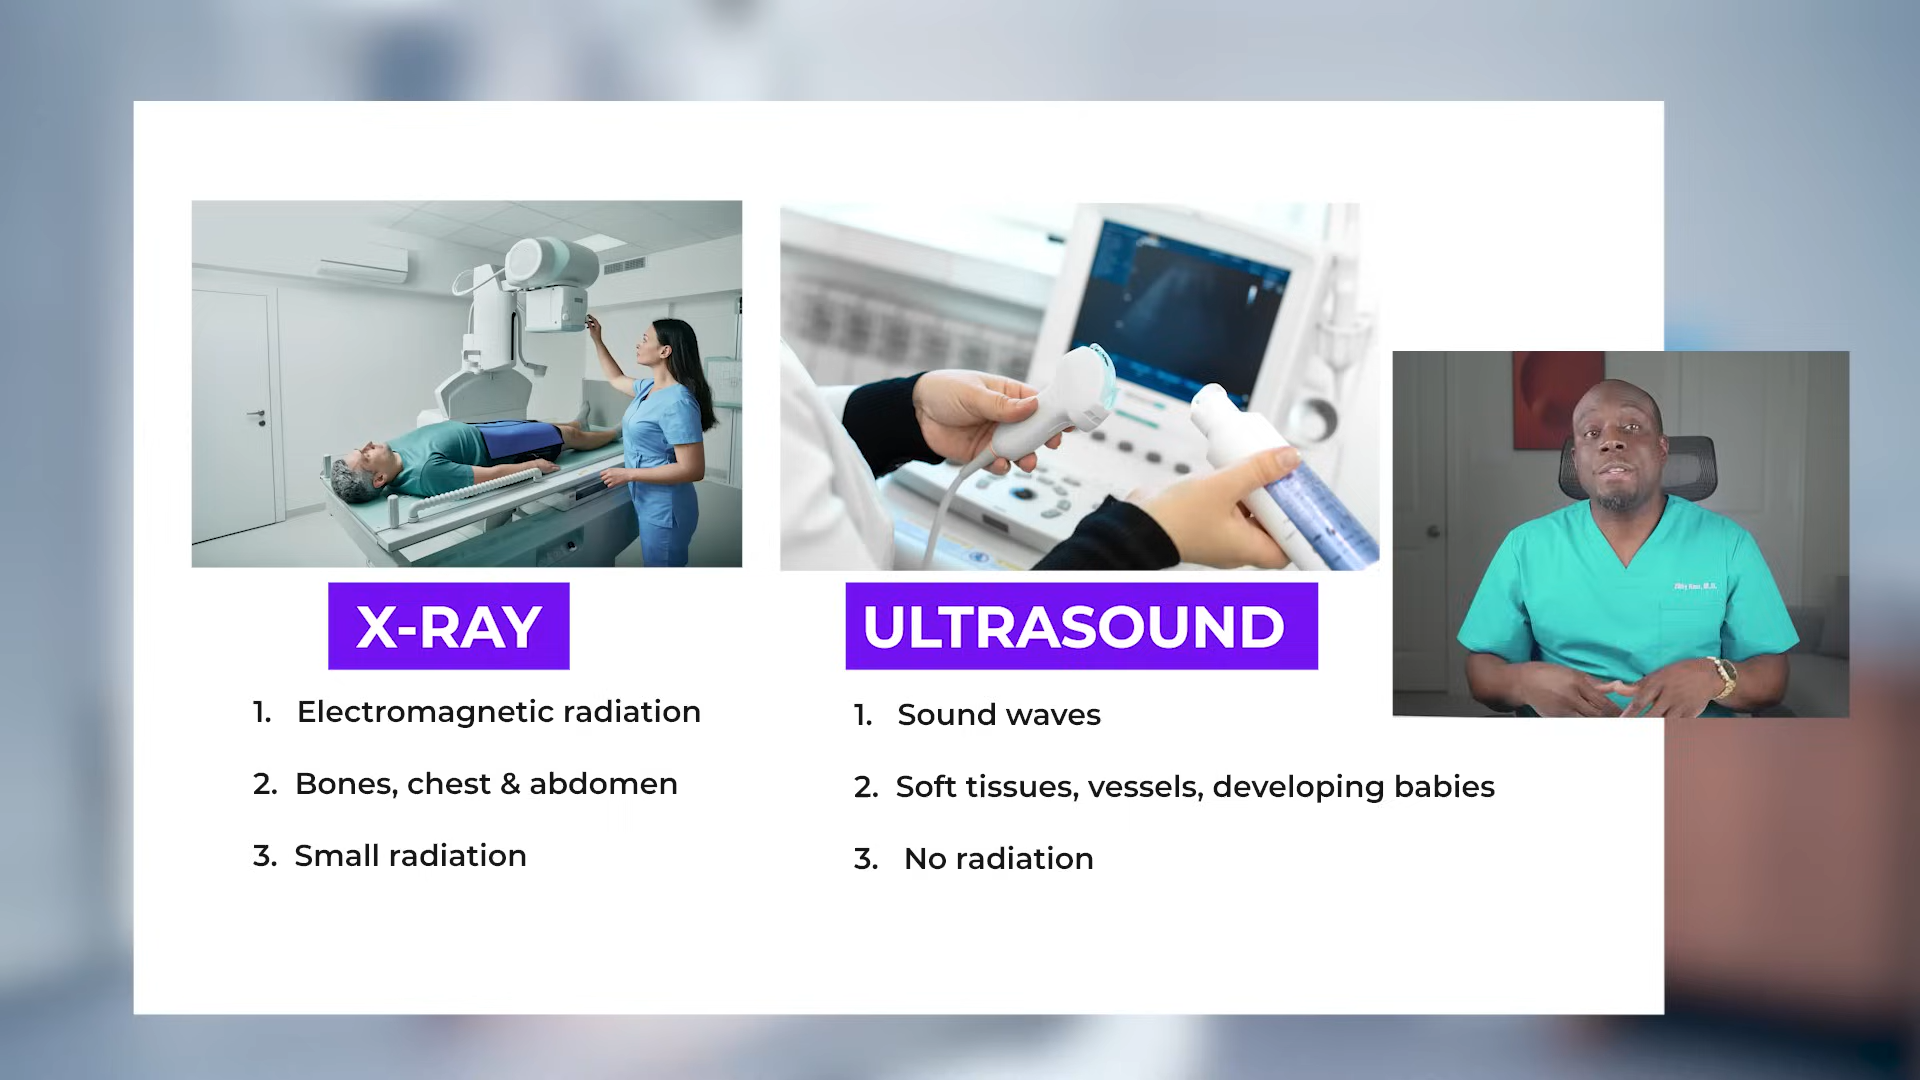 X-RAY
1. Electromagnetic radiation
2. Bones, chest & abdomen
3. Small radiation
ULTRASOUND
1. Sound waves
2. Soft tissues, vessels, developing babies
3. No radiation